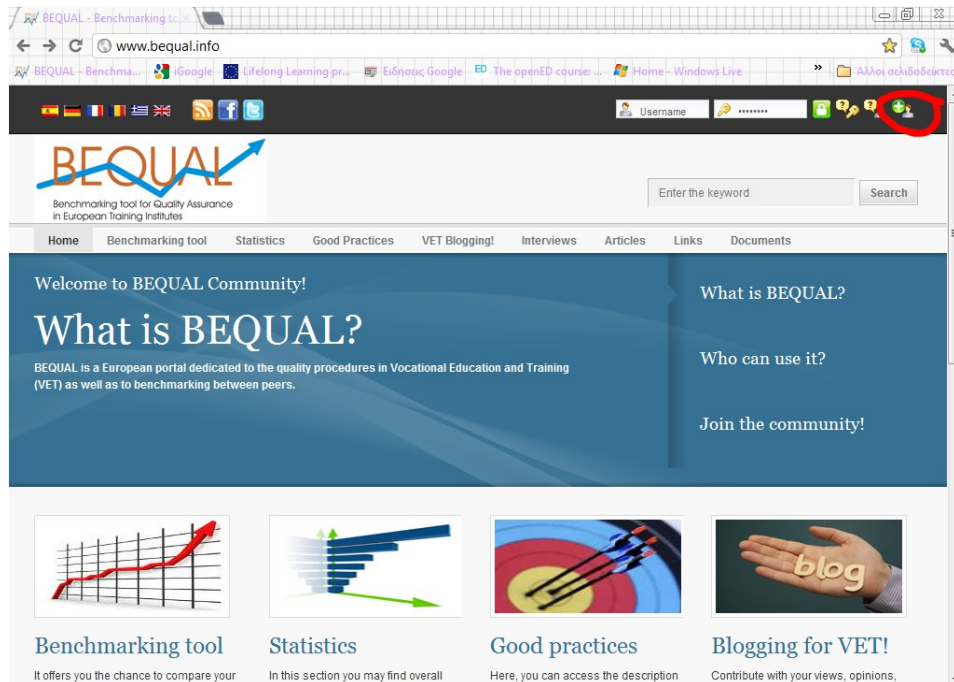 BEQUAL - Benchmarking to
www.bequal.info
BEQUAL - Benchma... iGoogle Lifelong Learning pr... Ειδήσεις Google ED The openED course: ... Home - Windows Live » Άλλοι σελιδοδείκτες
Username ········
BEQUAL
Benchmarking tool for Quality Assurance
in European Training Institutes
Enter the keyword Search
Home Benchmarking tool Statistics Good Practices VET Blogging! Interviews Articles Links Documents
Welcome to BEQUAL Community!
What is BEQUAL?
BEQUAL is a European portal dedicated to the quality procedures in Vocational Education and Training
(VET) as well as to benchmarking between peers.
What is BEQUAL?
Who can use it?
Join the community!
blog
Benchmarking tool
It offers you the chance to compare your
Statistics
In this section you may find overall
Good practices
Here, you can access the description
Blogging for VET!
Contribute with your views, opinions,